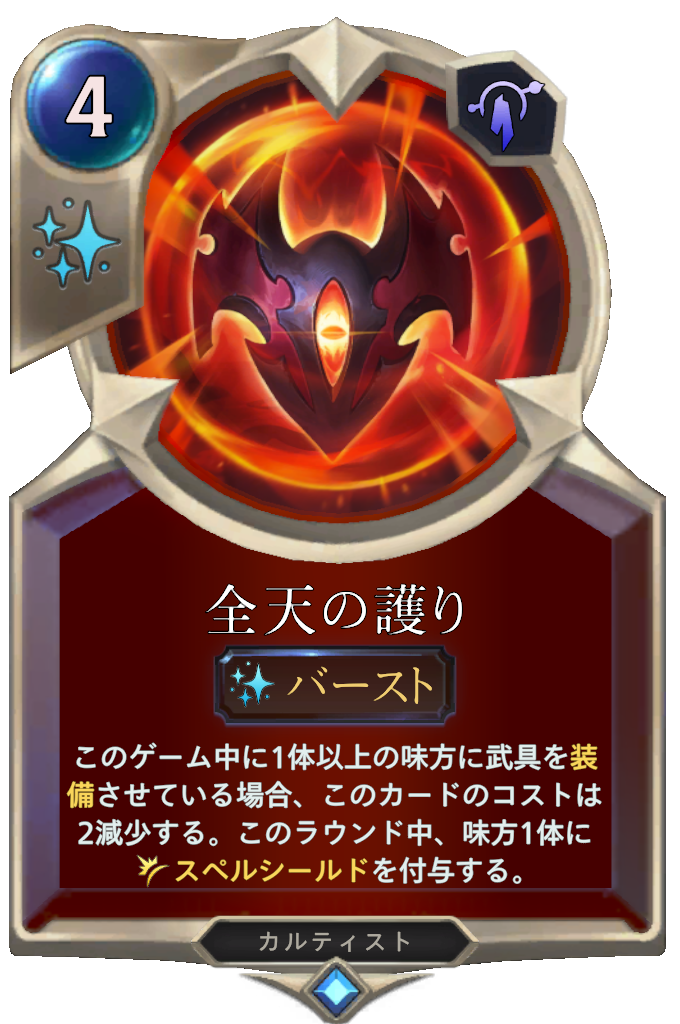 4
全天の護り
バースト
このゲーム中に1体以上の味方に武具を装
備させている場合、このカードのコストは
2減少する。このラウンド中、味方1体に
スペルシールドを付与する。
カルティスト